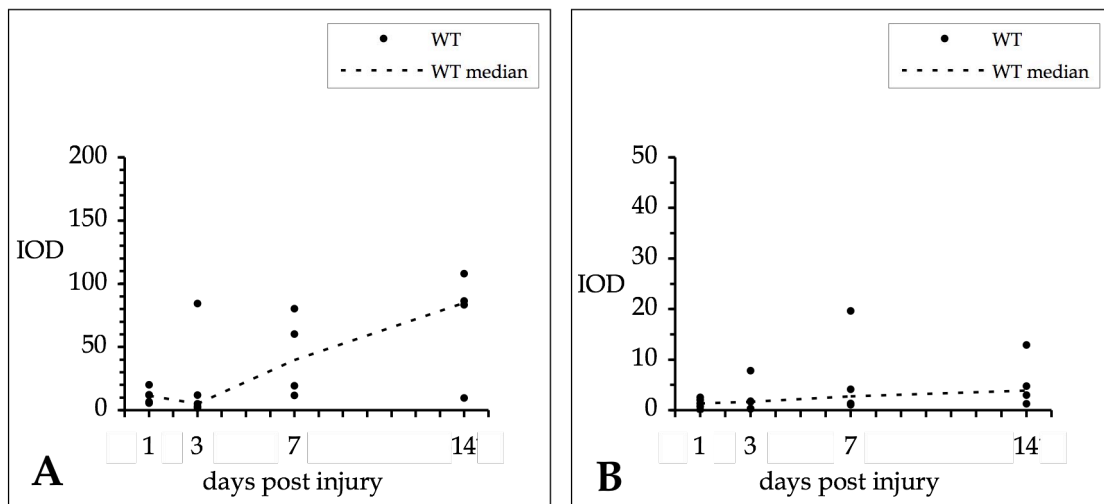 WT
WT median
200
150
IOD
100
50
0
1 3 7 14
A
days post injury
WT
WT median
50
40
30
IOD
20
10
0
1 3 7 14
B
days post injury